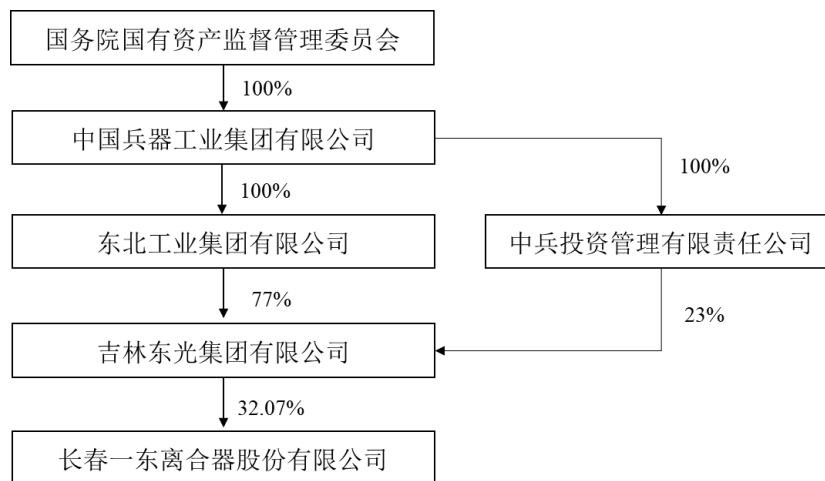 国务院国有资产监督管理委员会
100%
中国兵器工业集团有限公司
100%
100%
东北工业集团有限公司
中兵投资管理有限责任公司
77%
23%
吉林东光集团有限公司
32.07%
长春一东离合器股份有限公司